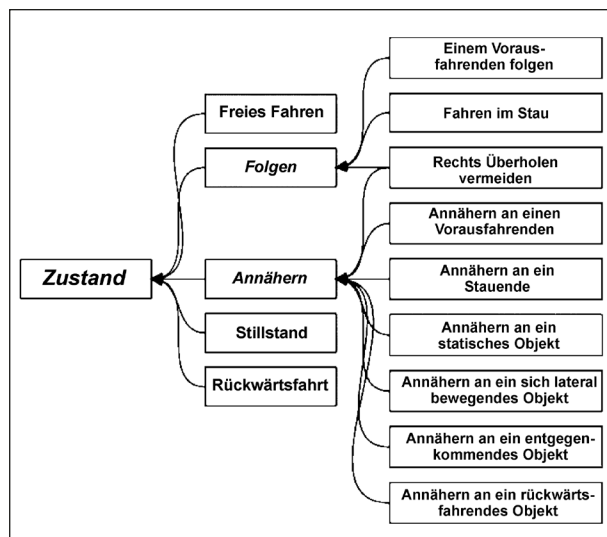 Zustand
Freies Fahren
Folgen
Annähern
Stillstand
Rückwärtsfahrt
Einem Voraus-
fahrenden folgen
Fahren im Stau
Rechts Überholen
vermeiden
Annähern an einen
Vorausfahrenden
Annähern an ein
Stauende
Annähern an ein
statisches Objekt
Annähern an ein sich lateral
bewegendes Objekt
Annähern an ein entgegen-
kommendes Objekt
Annähern an ein rückwärts-
fahrendes Objekt